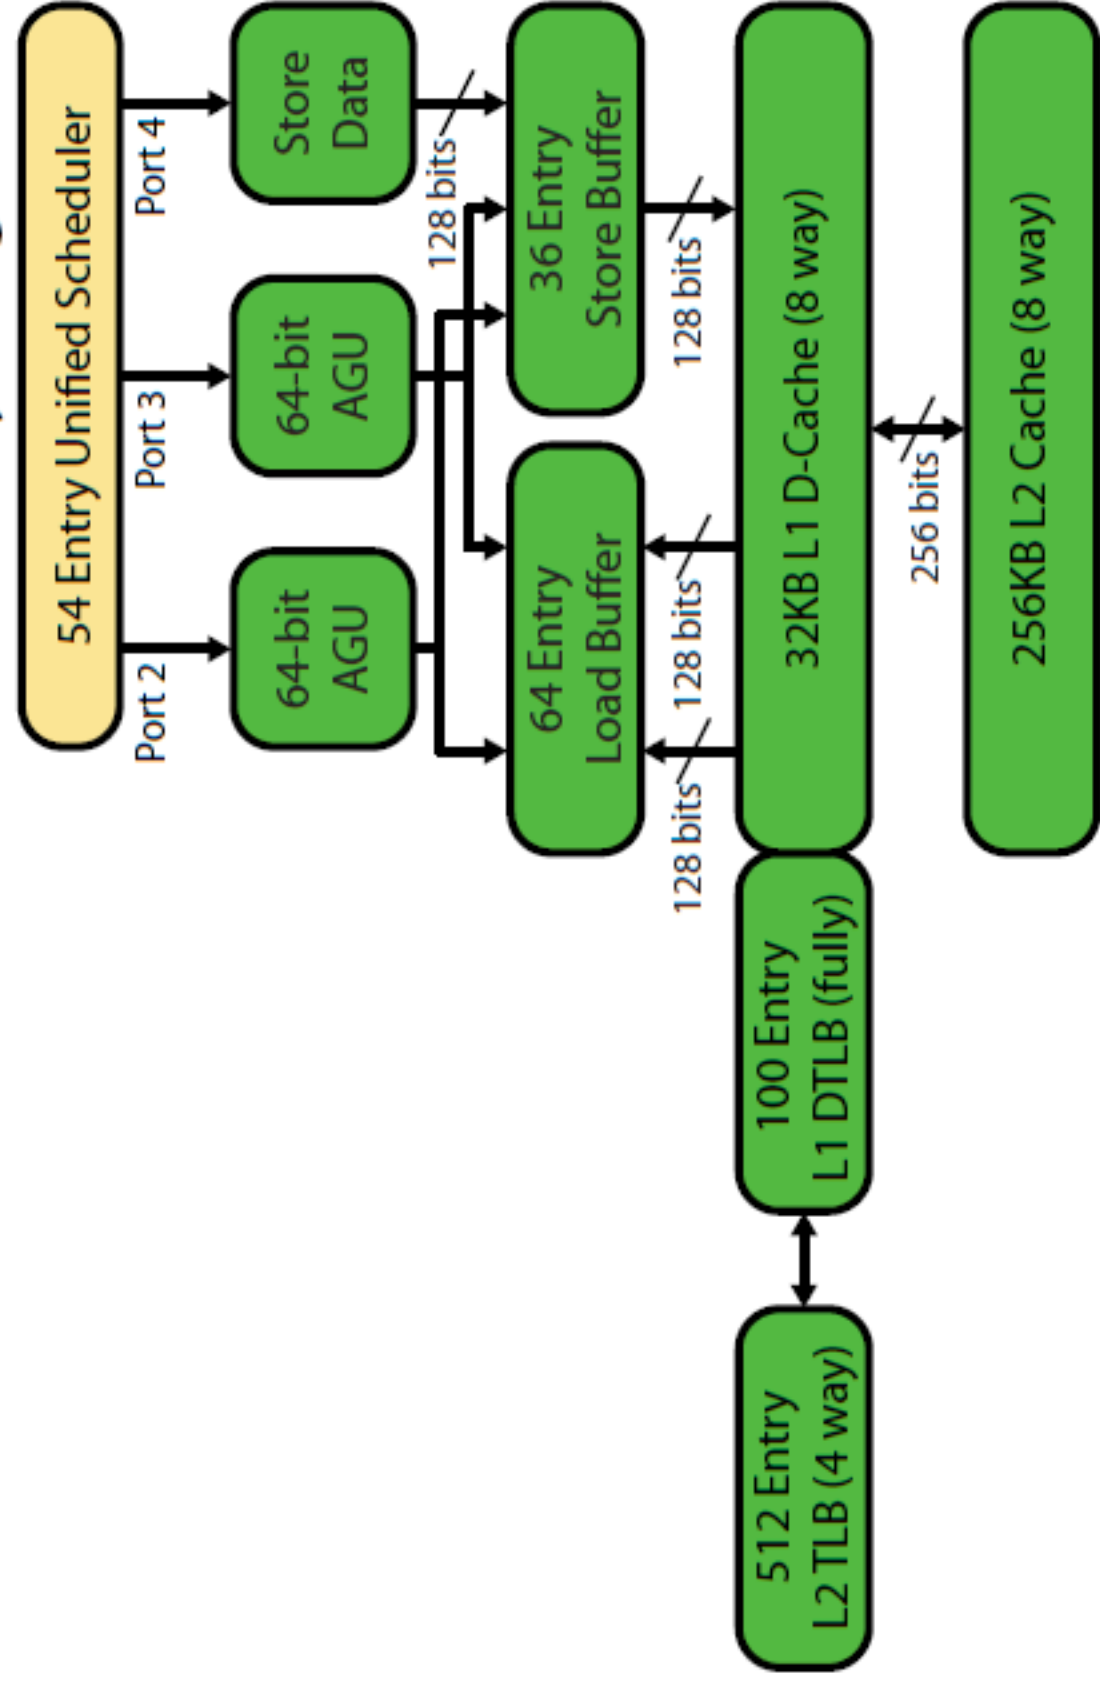 54 Entry Unified Scheduler
Port 2
Port 3
Port 4
64-bit
AGU
64-bit
AGU
Store
Data
128 bits
64 Entry
Load Buffer
36 Entry
Store Buffer
128 bits
128 bits
128 bits
512 Entry
L2 TLB (4 way)
100 Entry
L1 DTLB (fully)
32KB L1 D-Cache (8 way)
256 bits
256KB L2 Cache (8 way)